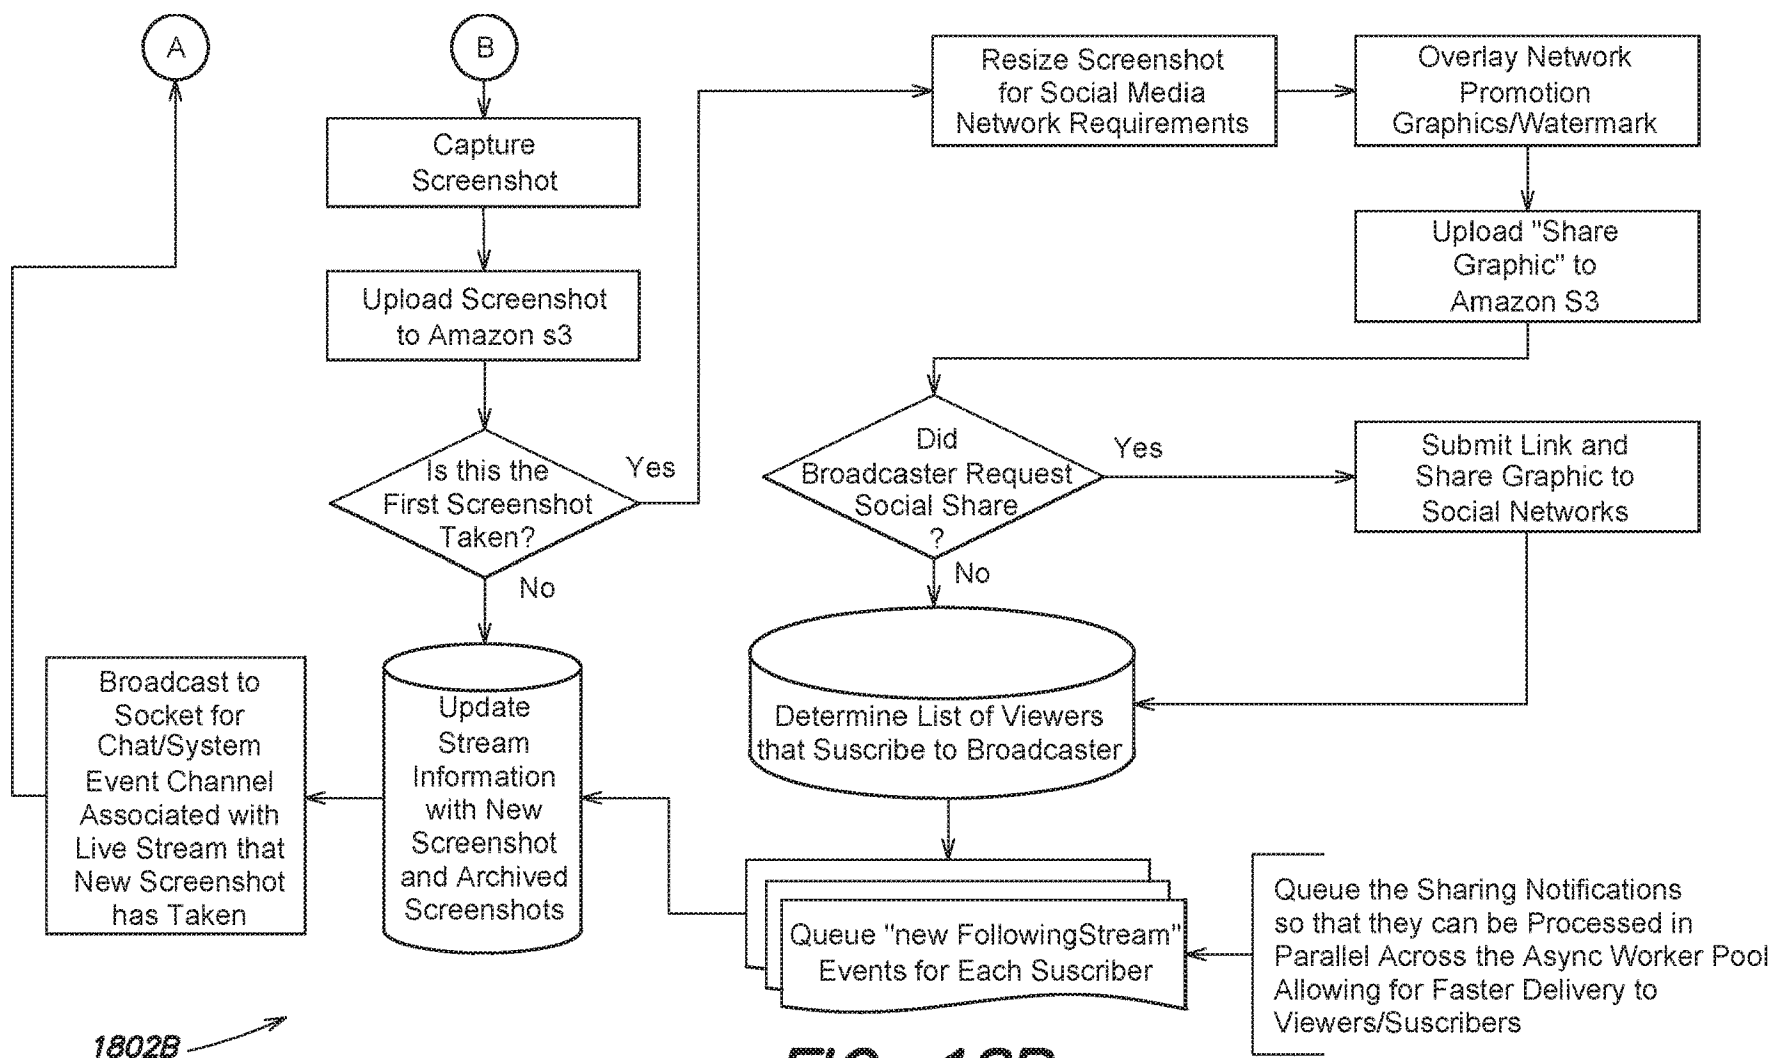 A
B
Capture
Screenshot
Upload Screenshot
to Amazon s3
Is this the
First Screenshot
Taken?
Yes
No
Resize Screenshot
for Social Media
Network Requirements
Overlay Network
Promotion
Graphics/Watermark
Upload "Share
Graphic" to
Amazon S3
Did
Broadcaster Request
Social Share
?
Yes
No
Submit Link and
Share Graphic to
Social Networks
Determine List of Viewers
that Suscribe to Broadcaster
Queue "new FollowingStream"
Events for Each Suscriber
Queue the Sharing Notifications
so that they can be Processed in
Parallel Across the Async Worker Pool
Allowing for Faster Delivery to
Viewers/Suscribers
Update
Stream
Information
with New
Screenshot
and Archived
Screenshots
Broadcast to
Socket for
Chat/System
Event Channel
Associated with
Live Stream that
New Screenshot
has Taken
1802B